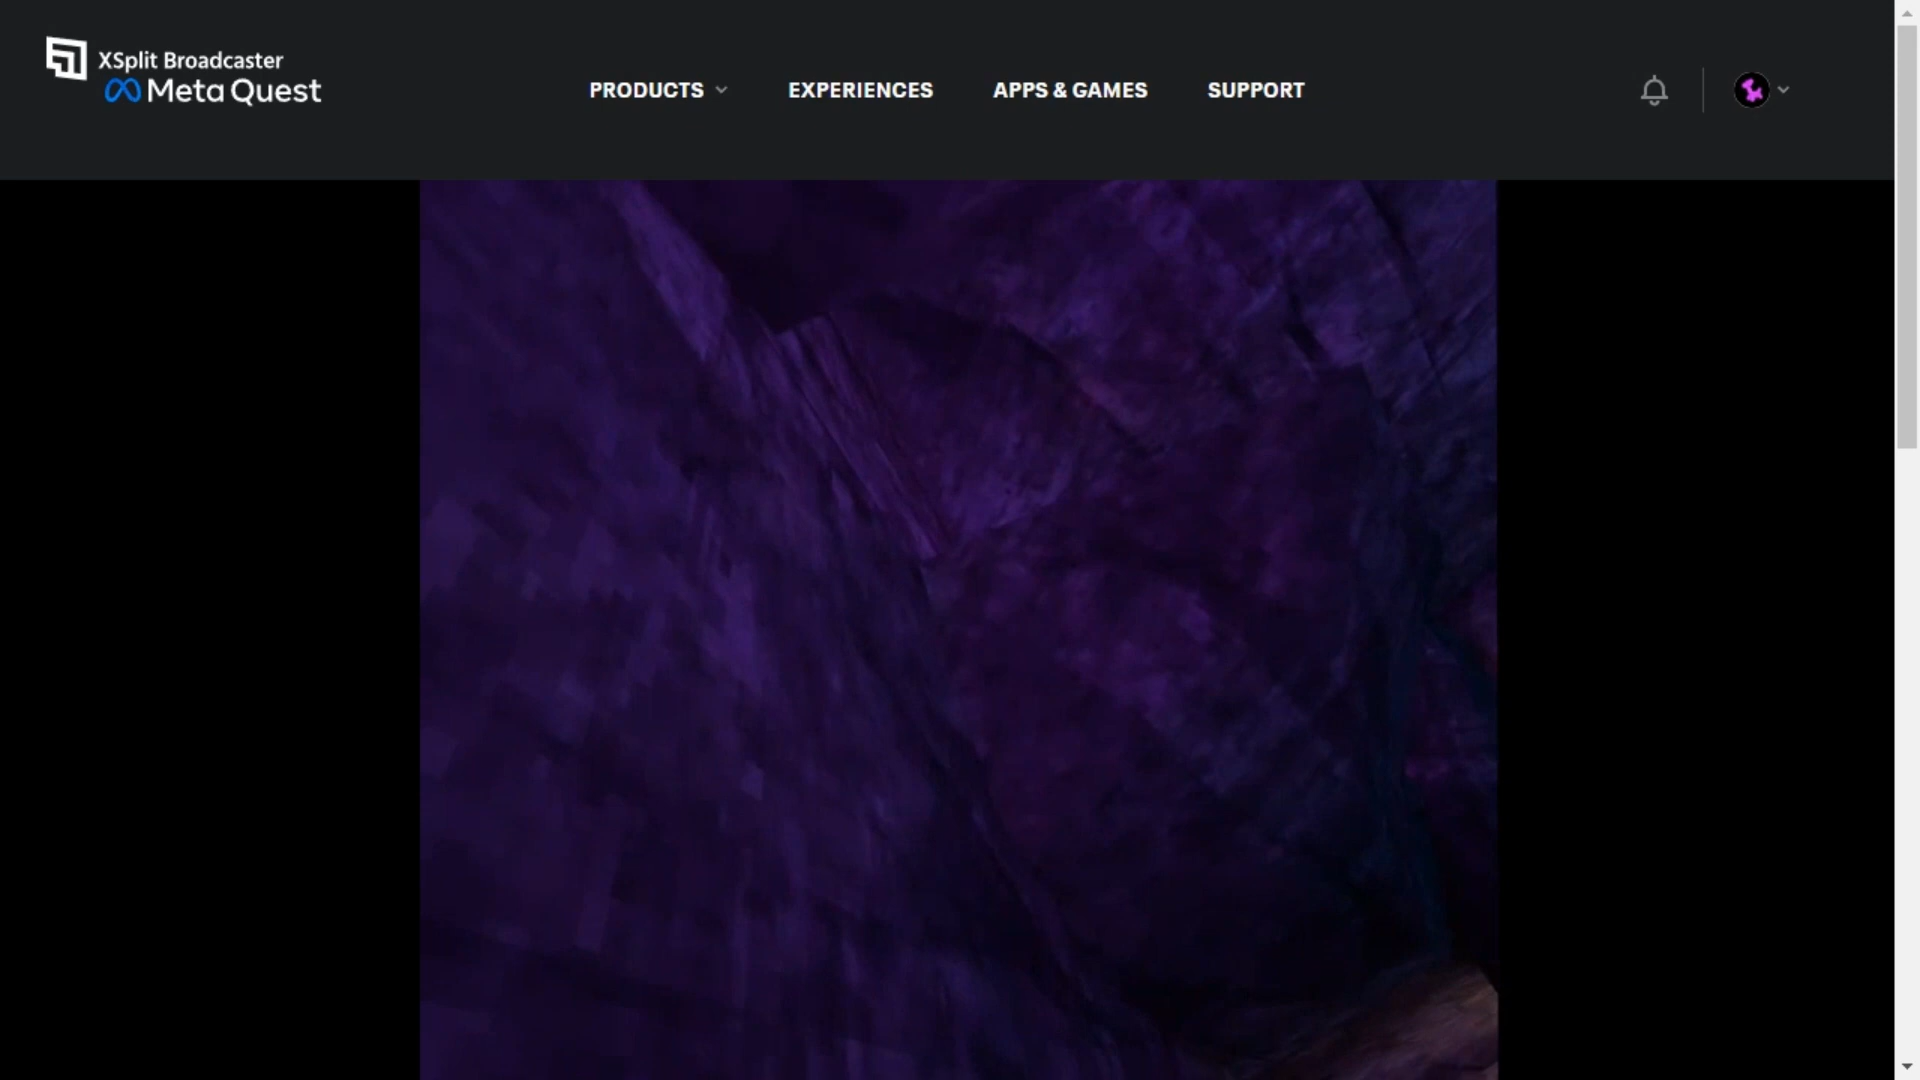 XSplit Broadcaster
Meta Quest
PRODUCTS
EXPERIENCES
APPS & GAMES
SUPPORT